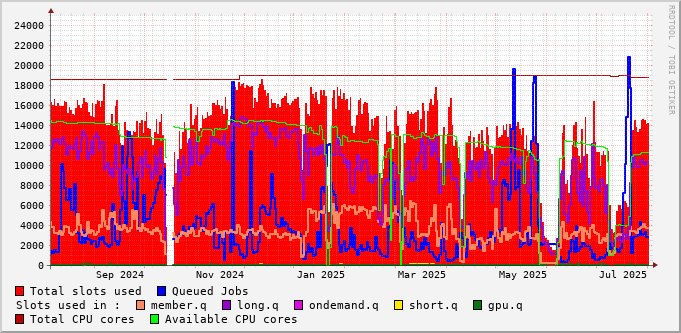 24000
22000
20000
18000
16000
14000
12000
10000
8000
6000
4000
2000
0
Sep 2024 Nov 2024 Jan 2025 Mar 2025 May 2025 Jul 2025
RRDTOOL / TOBI OETIKER
Total slots used Queued Jobs
Slots used in : member.q long.q ondemand.q short.q gpu.q
Total CPU cores Available CPU cores